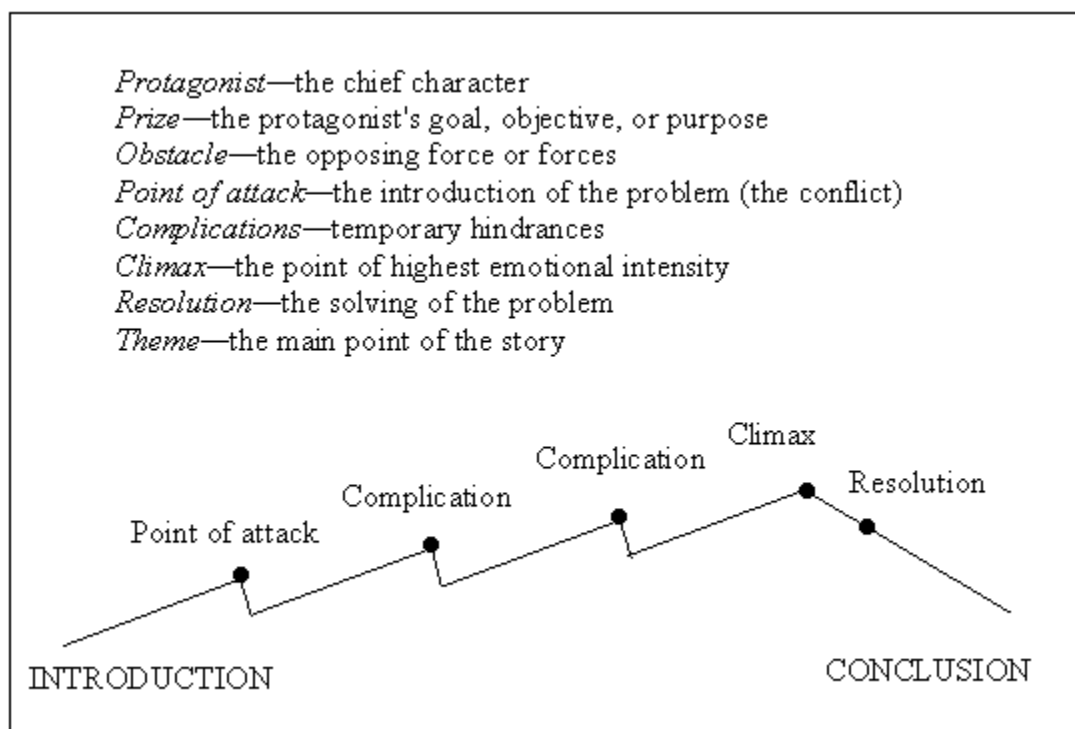 Protagonist—the chief character
Prize—the protagonist's goal, objective, or purpose
Obstacle—the opposing force or forces
Point of attack—the introduction of the problem (the conflict)
Complications—temporary hindrances
Climax—the point of highest emotional intensity
Resolution—the solving of the problem
Theme—the main point of the story
Climax
Complication
Resolution
Complication
Point of attack
INTRODUCTION
CONCLUSION